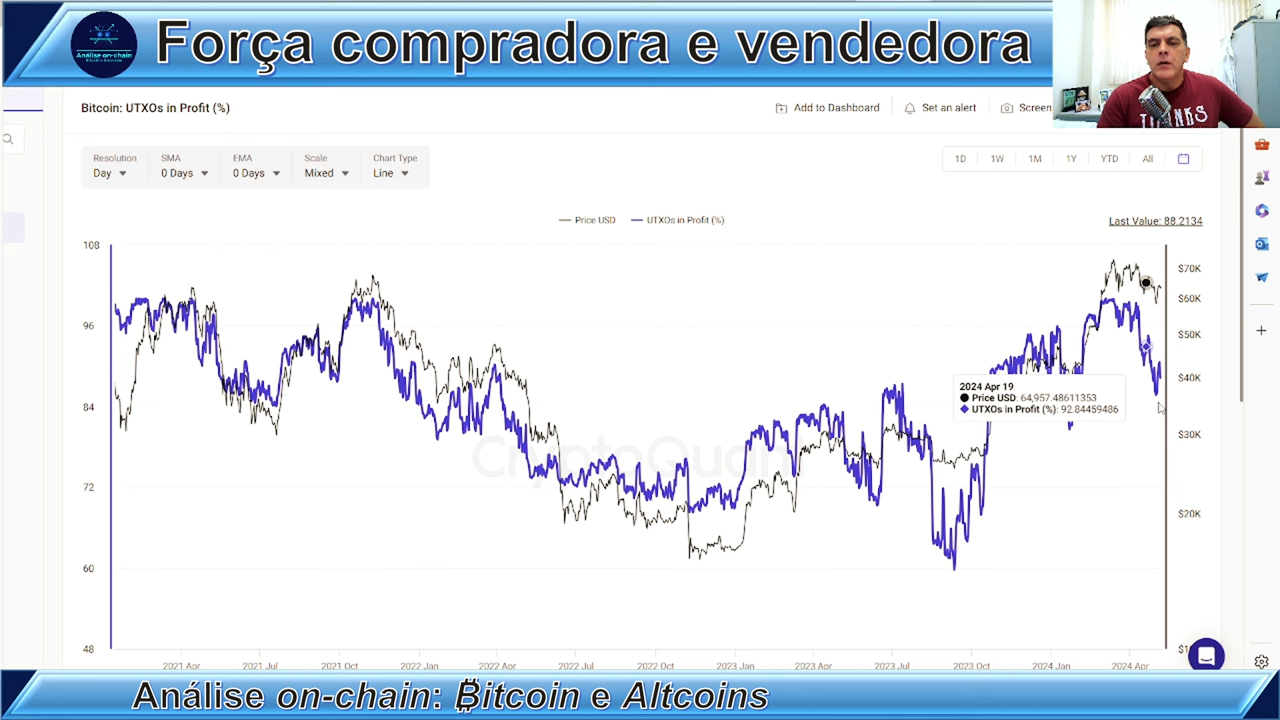 Força compradora e vendedora
Análise on-chain
Bitcoin: UTXOs in Profit (%)
Add to Dashboard
Set an alert
Screen
Resolution
SMA
EMA
Scale
Chart Type
Day
0 Days
0 Days
Mixed
Line
1D
1W
1M
1Y
YTD
All
Price USD
UTXOs in Profit (%)
Last Value: 88.2134
108
96
84
72
60
48
$70K
$60K
$50K
$40K
$30K
$20K
CryptoQuant
2024 Apr 19
Price USD: 64,957.48611353
UTXOs in Profit (%): 92.84459486
2021 Apr
2021 Jul
2021 Oct
2022 Jan
2022 Apr
2022 Jul
2022 Oct
2023 Jan
2023 Apr
2023 Jul
2023 Oct
2024 Jan
2024 Apr
Análise on-chain: ₿itcoin e Altcoins